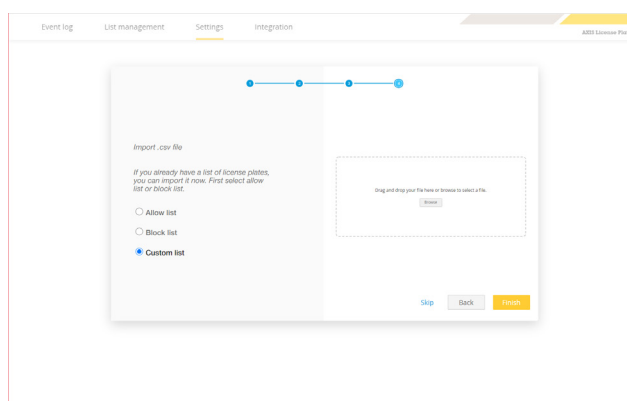 Event log
List management
Settings
Integration
AXIS License Plat
Import .csv file
If you already have a list of license plates,
you can import it now. First select allow
list or block list.
Allow list
Block list
Custom list
Drag and drop your file here or browse to select a file.
Browse
Skip
Back
Finish